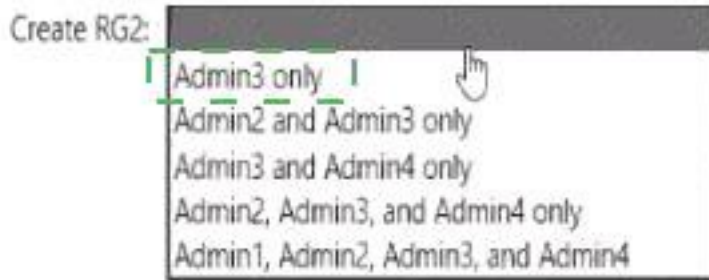 Create RG2:
Admin3 only
Admin2 and Admin3 only
Admin3 and Admin4 only
Admin2, Admin3, and Admin4 only
Admin1, Admin2, Admin3, and Admin4